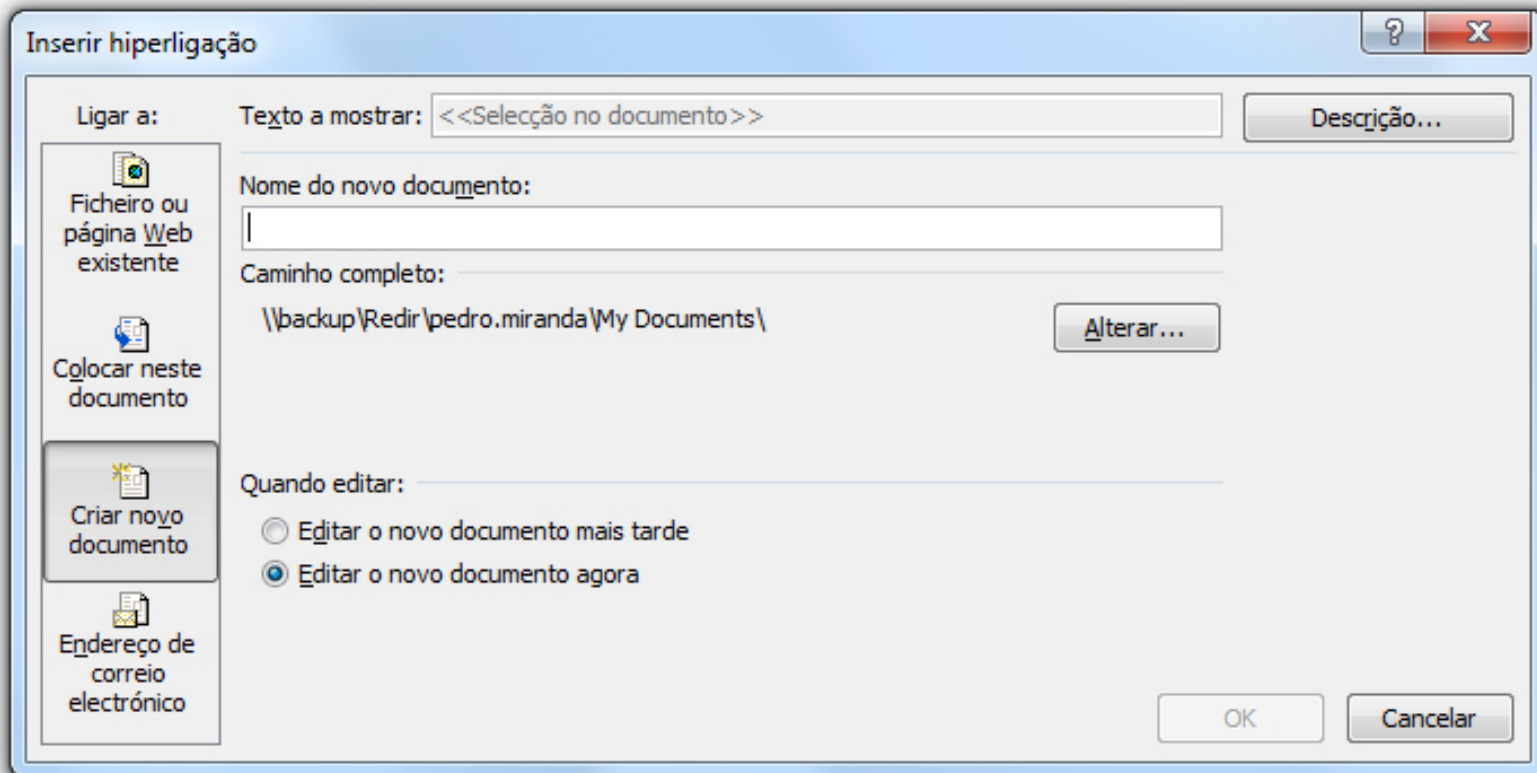 Inserir hiperligação
?
X
Ligar a:
Texto a mostrar:
<<Selecção no documento>>
Descrição...
Ficheiro ou
página Web
existente
Colocar neste
documento
Criar novo
documento
Endereço de
correio
electrónico
Nome do novo documento:
Caminho completo:
\\backup\Redir\pedro.miranda\My Documents\
Alterar...
Quando editar:
Editar o novo documento mais tarde
Editar o novo documento agora
OK
Cancelar